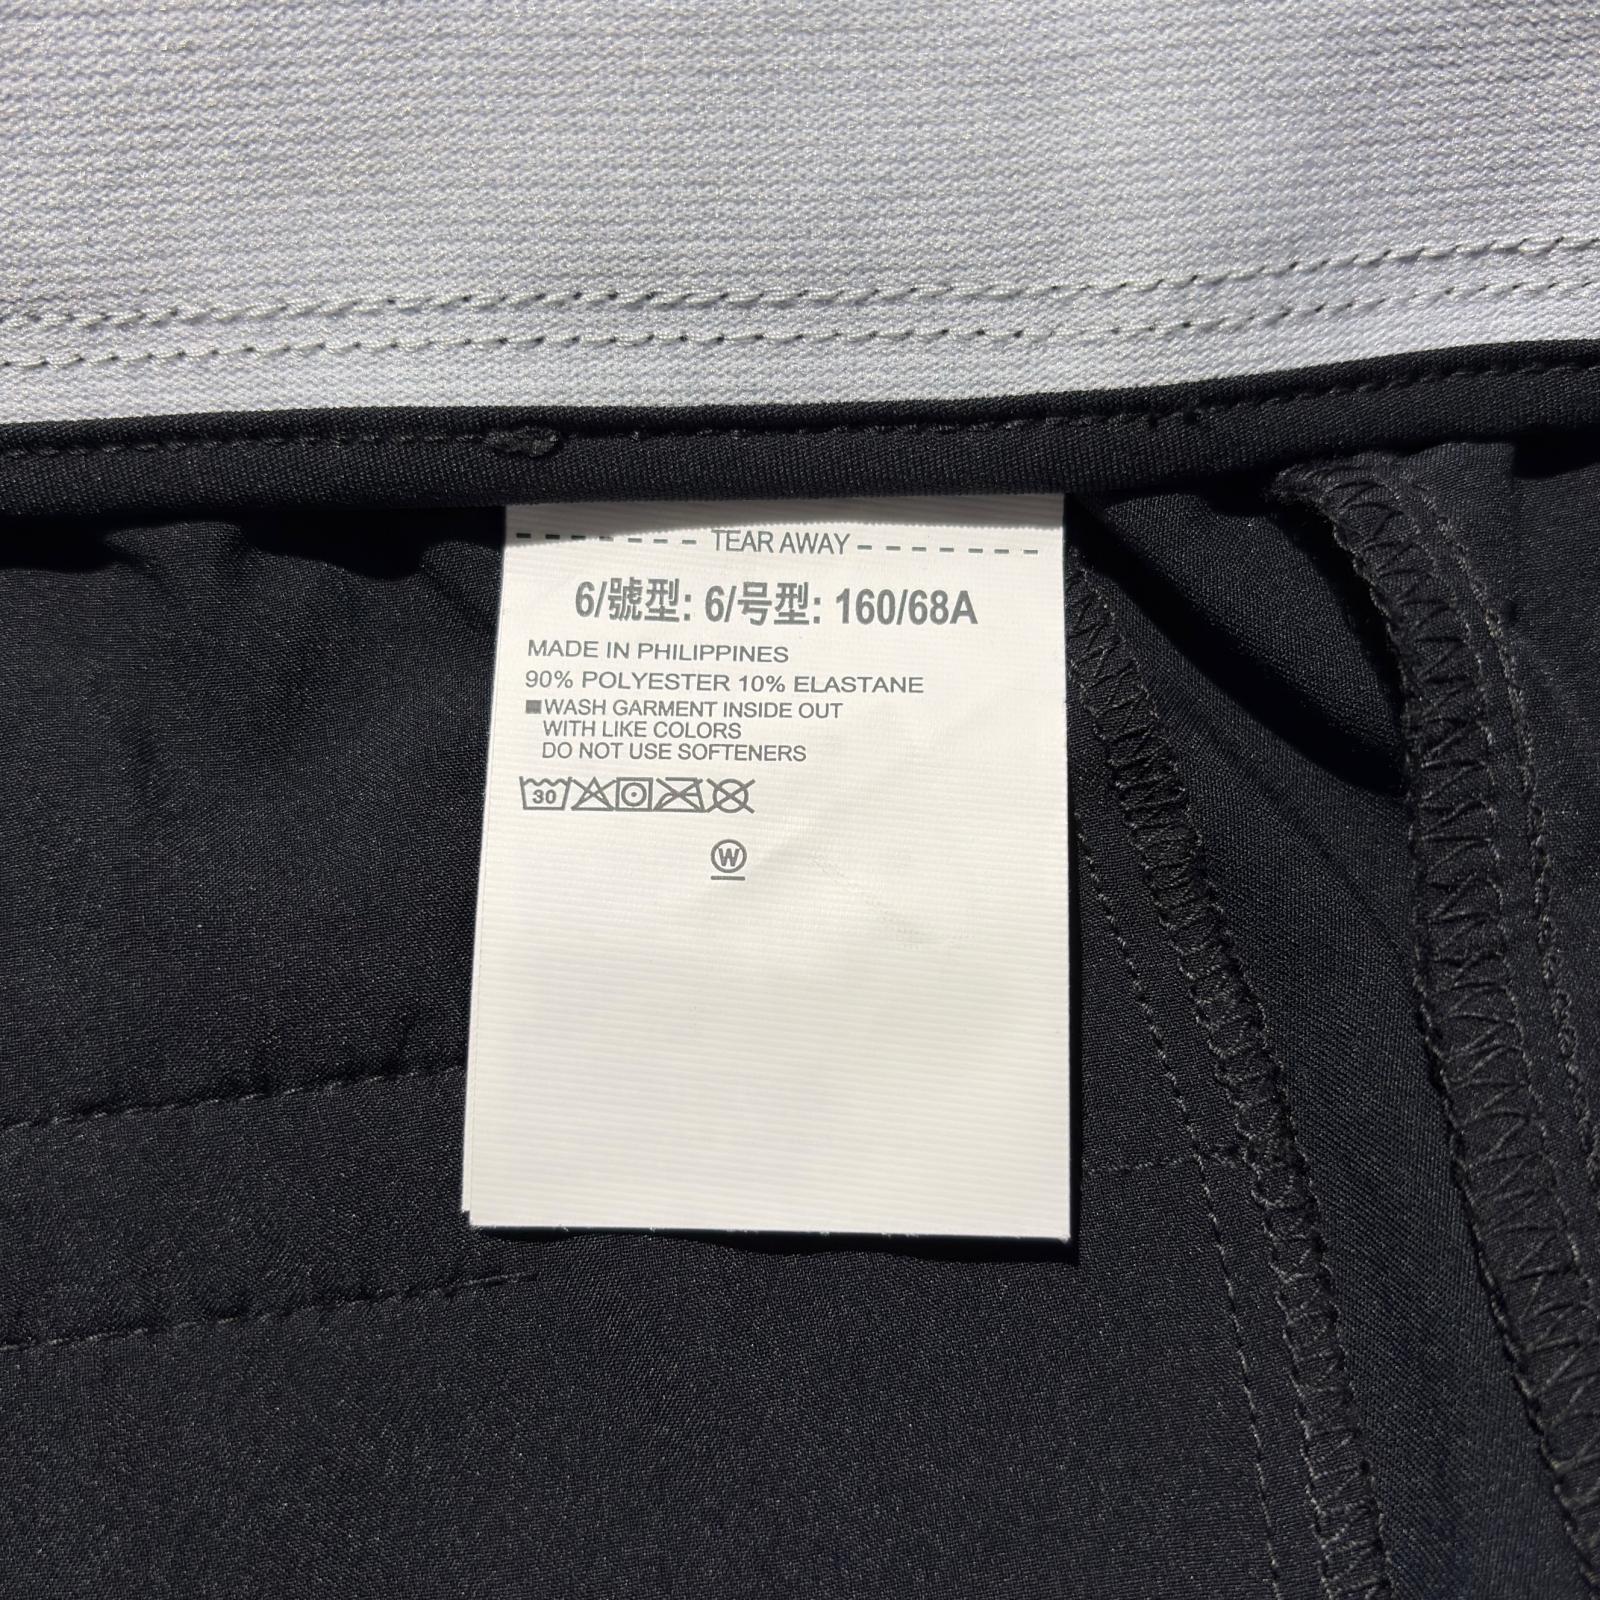 TEAR AWAY
6/號型: 6/号型: 160/68A
MADE IN PHILIPPINES
90% POLYESTER 10% ELASTANE
WASH GARMENT INSIDE OUT
WITH LIKE COLORS
DO NOT USE SOFTENERS
30
W